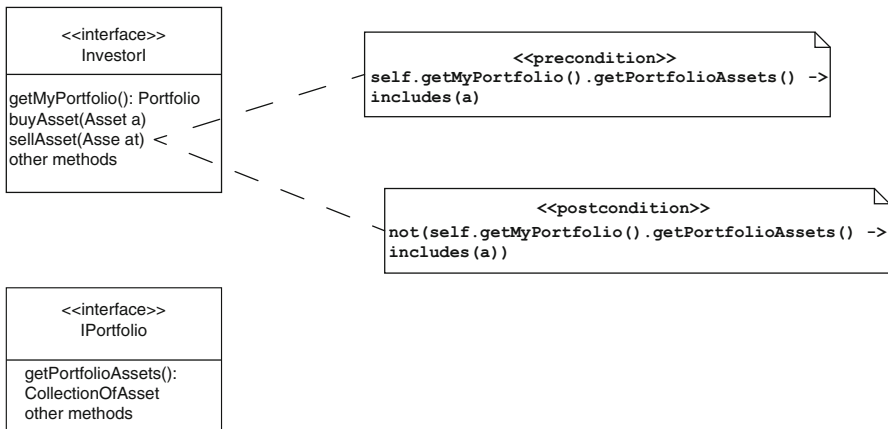 <<interface>>
InvestorI
getMyPortfolio(): Portfolio
buyAsset(Asset a)
sellAsset(Asse at)
other methods
<<precondition>>
self.getMyPortfolio().getPortfolioAssets() ->
includes(a)
<<postcondition>>
not(self.getMyPortfolio().getPortfolioAssets() ->
includes(a))
<<interface>>
IPortfolio
getPortfolioAssets():
CollectionOfAsset
other methods